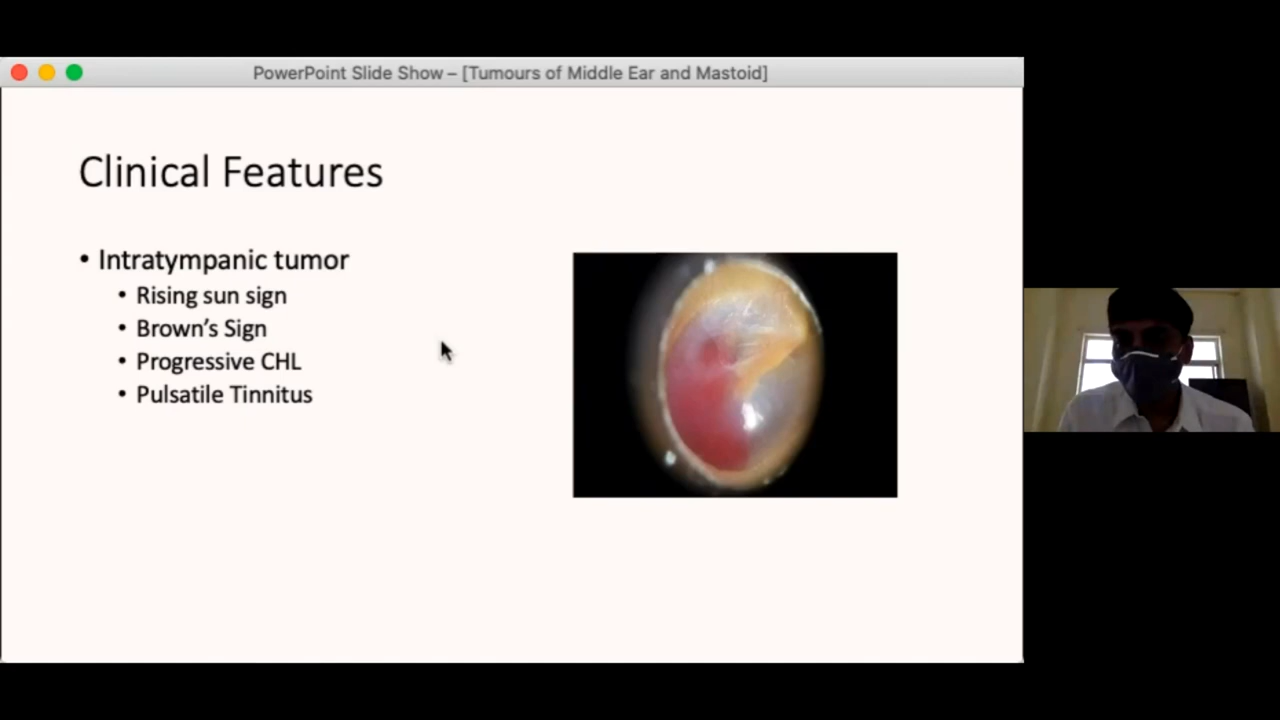 PowerPoint Slide Show – [Tumours of Middle Ear and Mastoid]
Clinical Features
• Intratympanic tumor
• Rising sun sign
• Brown’s Sign
• Progressive CHL
• Pulsatile Tinnitus